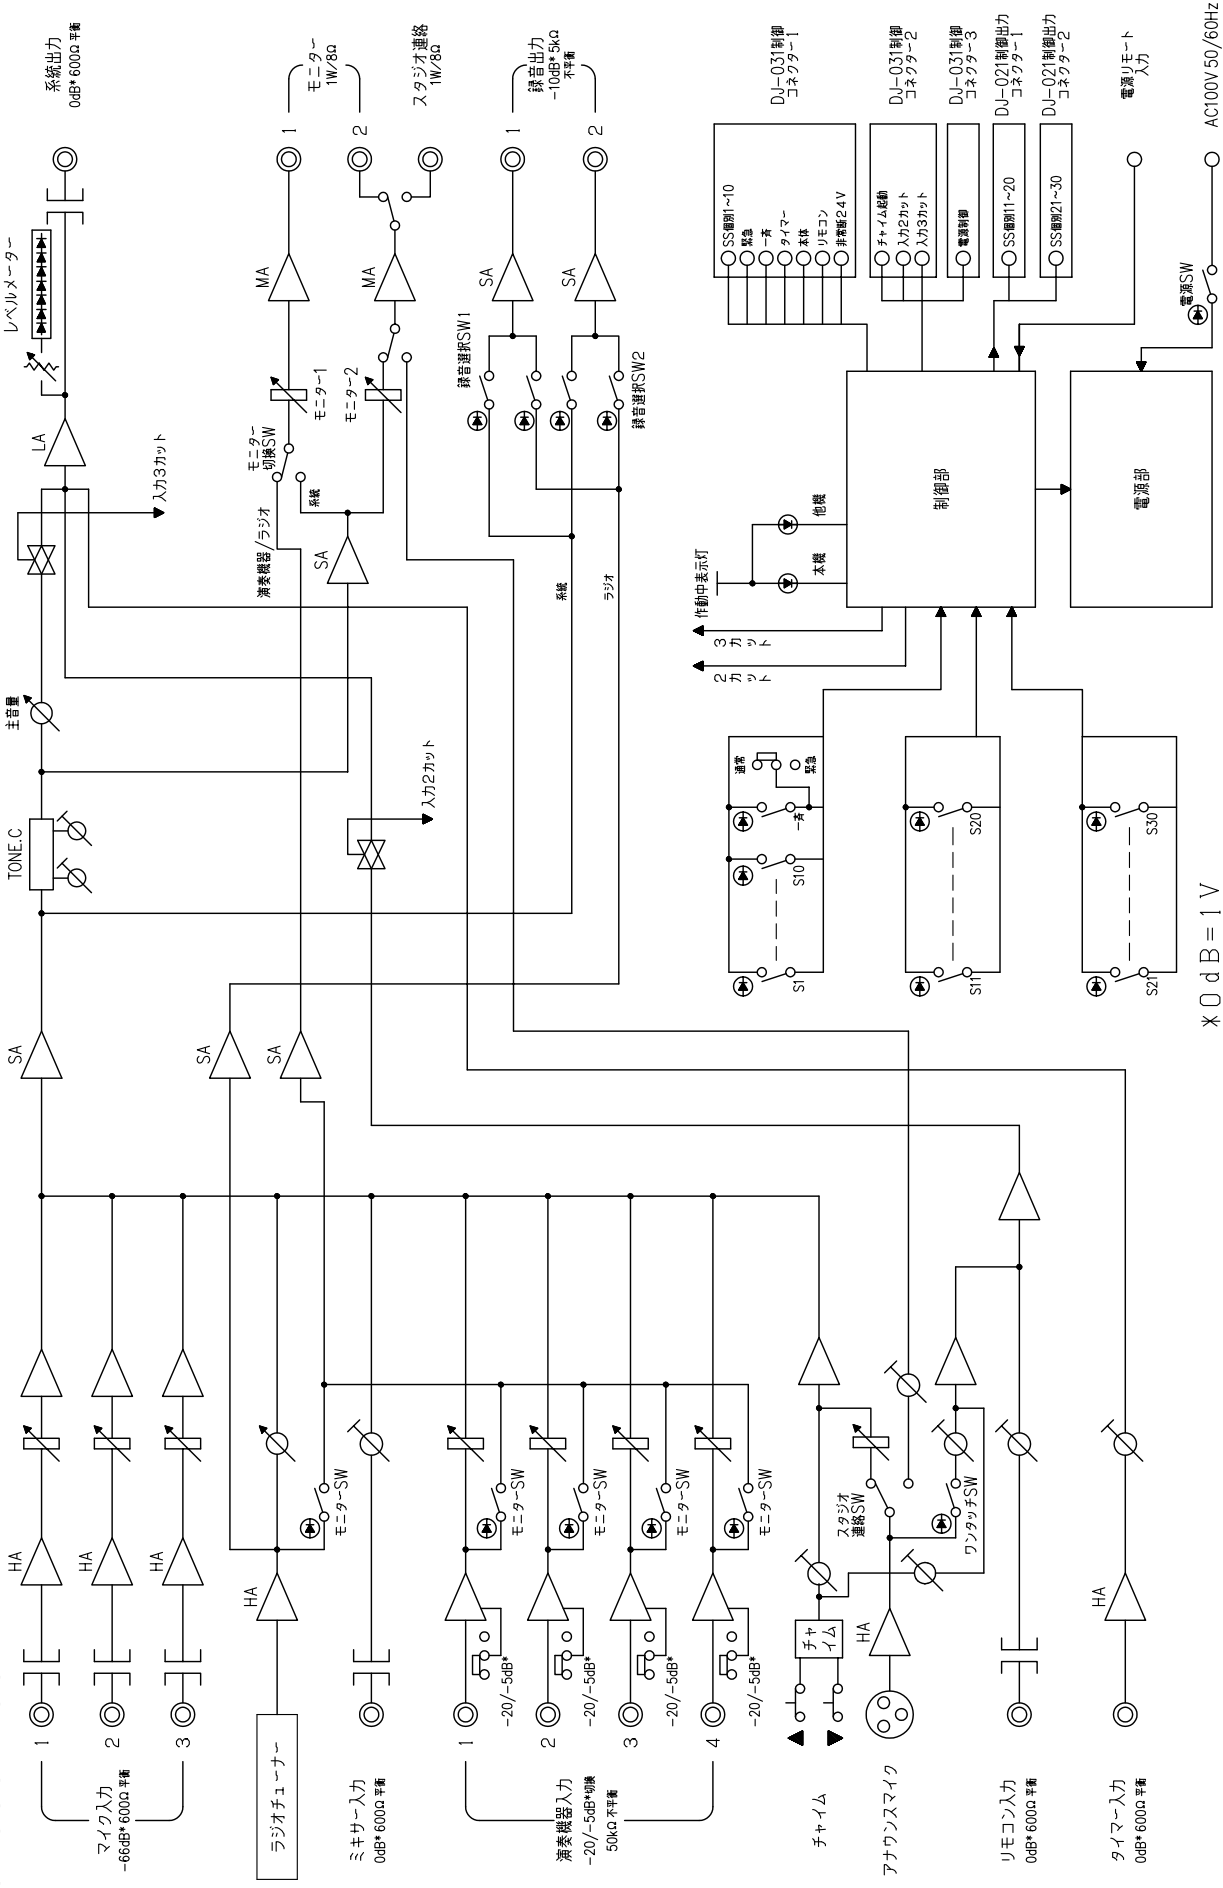 マイク入力
-66dB* 600Ω 平衡
1
2
3
HA
HA
HA
ラジオチューナー
HA
モニターSW
ミキサー入力
0dB* 600Ω 平衡
演奏機器入力
-20/-5dB*切換
50kΩ 不平衡
1
2
3
4
-20/-5dB*
-20/-5dB*
-20/-5dB*
-20/-5dB*
モニターSW
モニターSW
モニターSW
モニターSW
チャイム
チャ
イム
アナウンスマイク
HA
スタジオ
連絡SW
ワンタッチSW
リモコン入力
0dB* 600Ω 平衡
タイマー入力
0dB* 600Ω 平衡
HA
SA
SA
SA
TONE.C
主音量
入力2カット
入力3カット
LA
レベルメーター
系統出力
0dB* 600Ω 平衡
演奏機器/ラジオ
系統
SA
モニター
切換SW
モニター1
モニター2
MA
MA
1
2
モニター
1W/8Ω
スタジオ連絡
1W/8Ω
系統
ラジオ
録音選択SW1
録音選択SW2
SA
SA
1
2
録音出力
-10dB* 5kΩ
不平衡
S1
S10
一斉
通常
緊急
S11
S20
S21
S30
2
カット
3
カット
作動中表示灯
本機
他機
制御部
電源部
SS個別1~10
緊急
一斉
タイマー
本体
リモコン
非常断24V
DJ-031制御
コネクター1
チャイム起動
入力2カット
入力3カット
DJ-031制御
コネクター2
電源制御
DJ-031制御
コネクター3
SS個別11~20
DJ-021制御出力
コネクター1
SS個別21~30
DJ-021制御出力
コネクター2
電源リモート
入力
電源SW
AC100V 50/60Hz
*0dB=1V